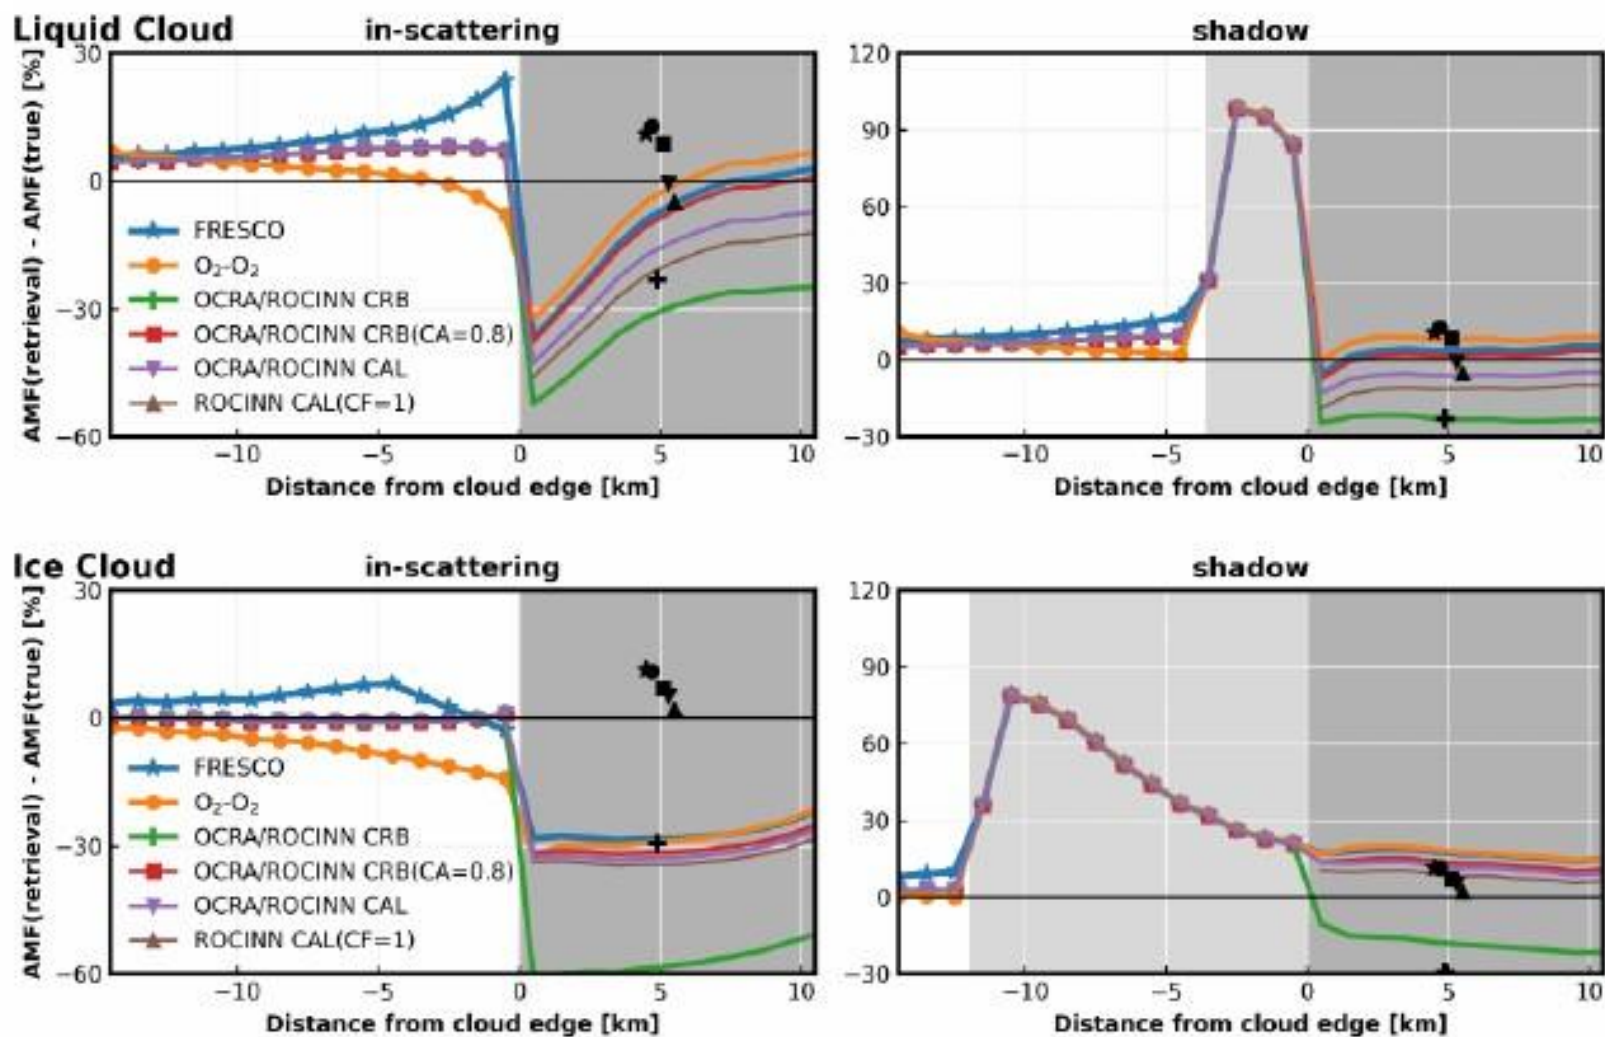 Liquid Cloud
in-scattering
shadow
AMF(retrieval) - AMF(true) [%]
30
0
−30
−60
120
90
60
30
0
−30
FRESCO
O₂-O₂
OCRA/ROCINN CRB
OCRA/ROCINN CRB(CA=0.8)
OCRA/ROCINN CAL
ROCINN CAL(CF=1)
−10 −5 0 5 10
−10 −5 0 5 10
Distance from cloud edge [km]
Distance from cloud edge [km]
Ice Cloud
in-scattering
shadow
AMF(retrieval) - AMF(true) [%]
30
0
−30
−60
120
90
60
30
0
−30
FRESCO
O₂-O₂
OCRA/ROCINN CRB
OCRA/ROCINN CRB(CA=0.8)
OCRA/ROCINN CAL
ROCINN CAL(CF=1)
−10 −5 0 5 10
−10 −5 0 5 10
Distance from cloud edge [km]
Distance from cloud edge [km]